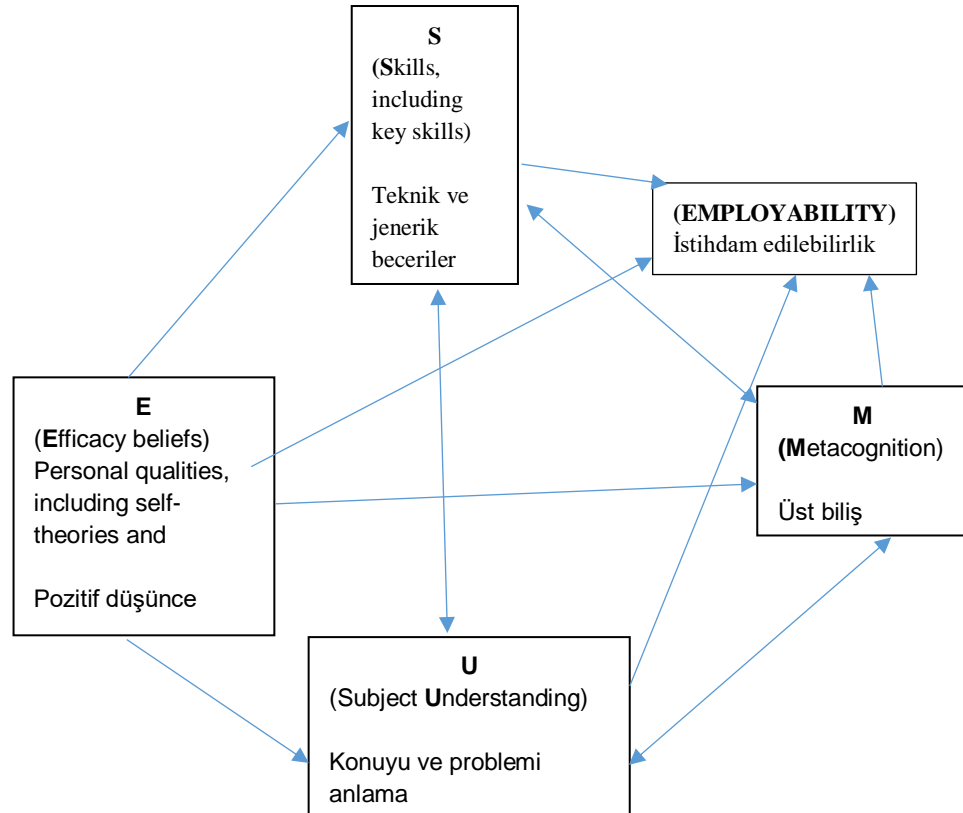 S
(Skills,
including
key skills)
Teknik ve
jenerik
beceriler
(EMPLOYABILITY)
İstihdam edilebilirlik
E
(Efficacy beliefs)
Personal qualities,
including self-
theories and
Pozitif düşünce
M
(Metacognition)
Üst biliş
U
(Subject Understanding)
Konuyu ve problemi
anlama